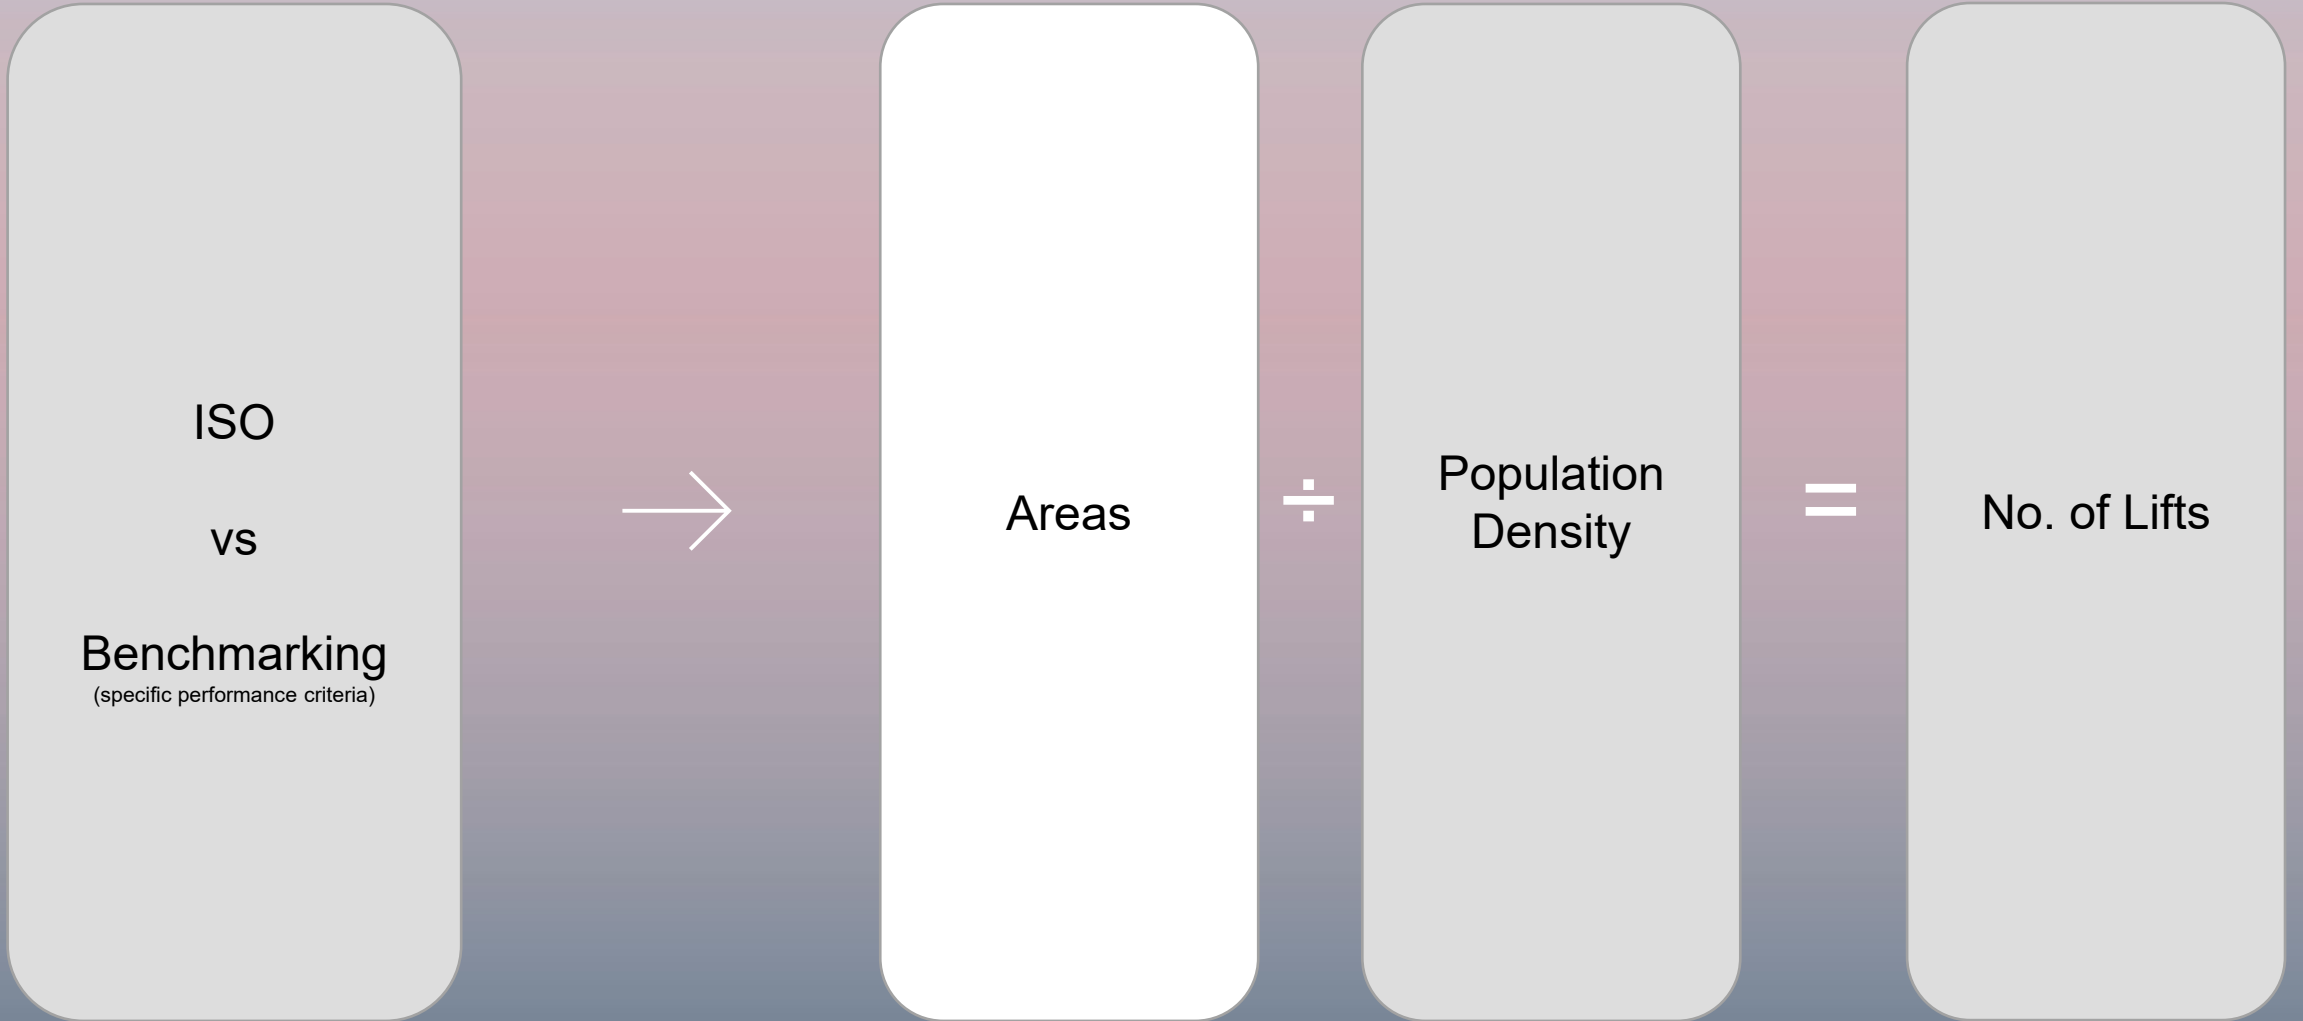 ISO
vs
Benchmarking
(specific performance criteria)
→
Areas
÷
Population
Density
=
No. of Lifts